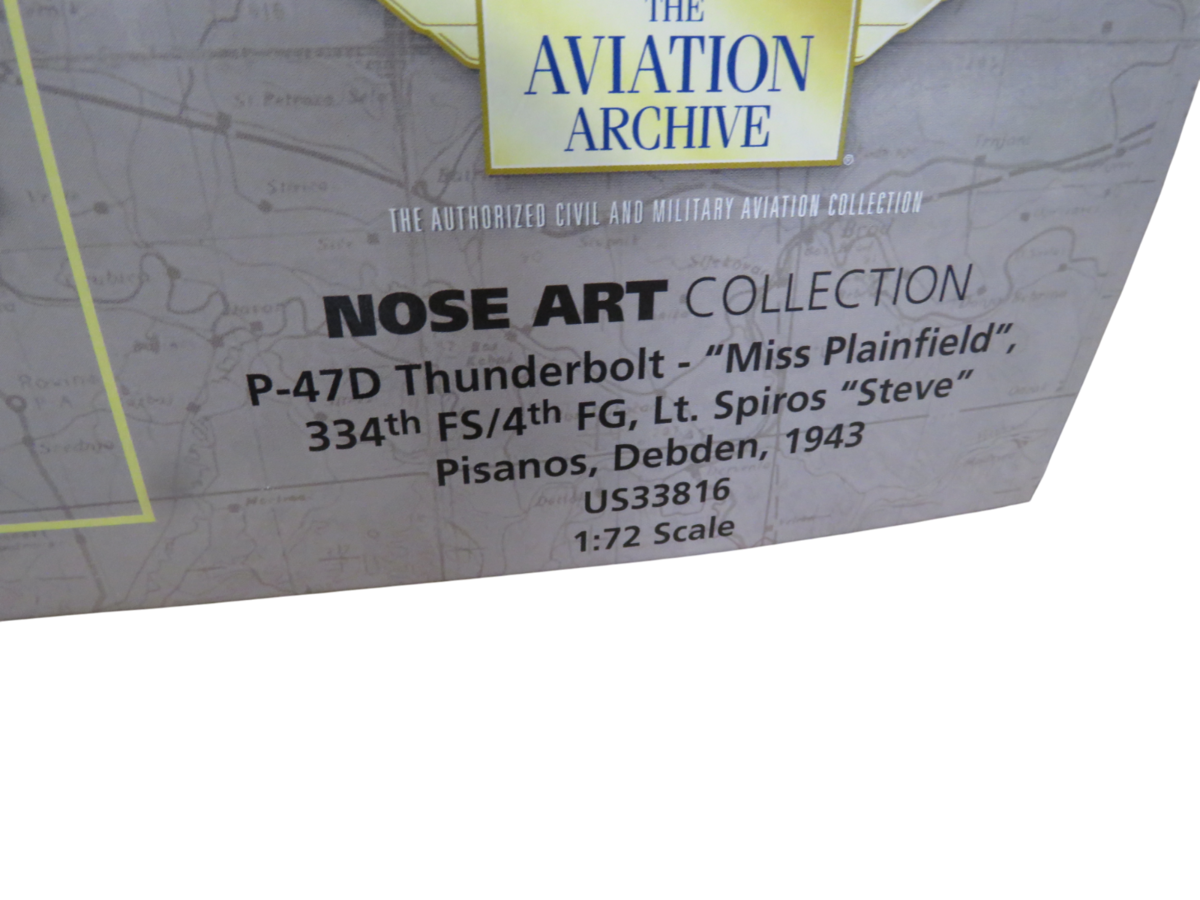 THE
AVIATION
ARCHIVE
®
THE AUTHORIZED CIVIL AND MILITARY AVIATION COLLECTION
NOSE ART COLLECTION
P-47D Thunderbolt - “Miss Plainfield”,
334th FS/4th FG, Lt. Spiros “Steve”
Pisanos, Debden, 1943
US33816
1:72 Scale